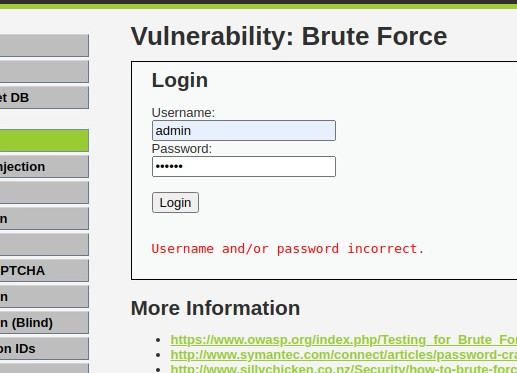 Vulnerability: Brute Force
et DB
njection
n
PTCHA
n
n (Blind)
on IDs
Login
Username:
admin
Password:
••••••
Login
Username and/or password incorrect.
More Information
• https://www.owasp.org/index.php/Testing_for_Brute_For
• http://www.symantec.com/connect/articles/password-cra
• http://www.sillychicken.co.nz/Security/how-to-brute-forc